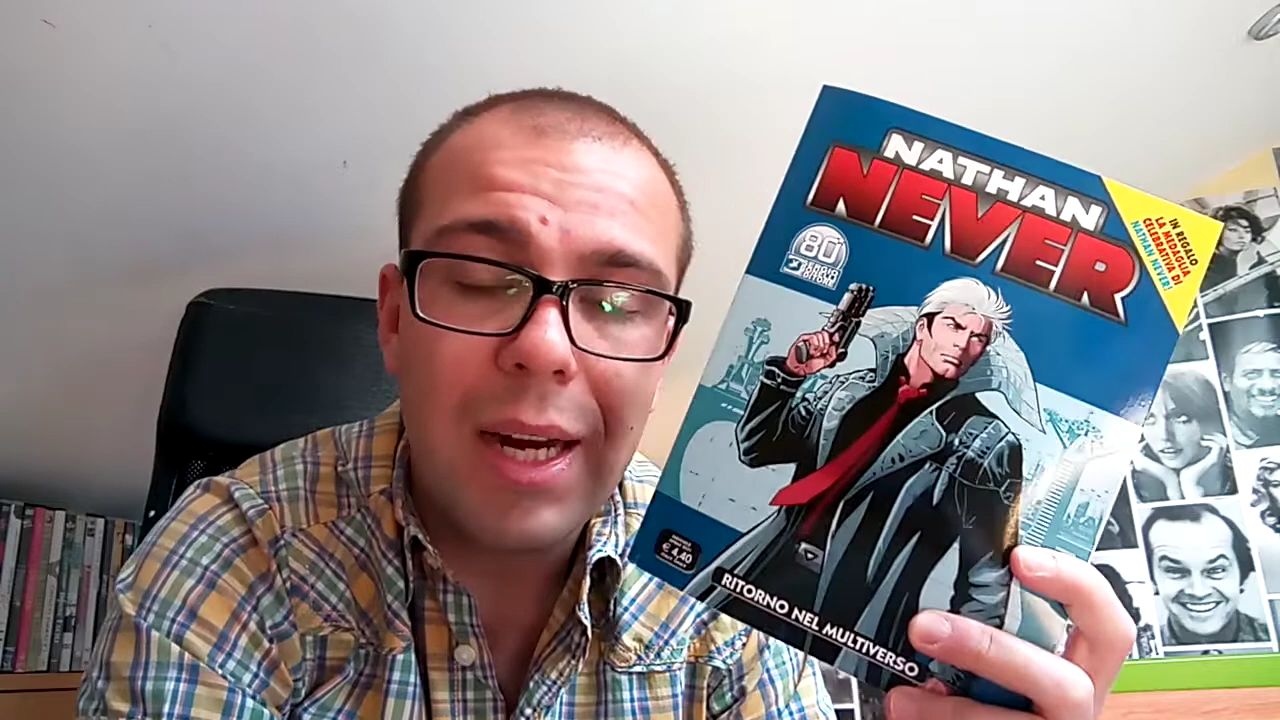 NATHAN
NEVER
80
SERGIO
BONELLI
EDITORE
IN REGALO
LA MEDAGLIA
CELEBRATIVA DI
NATHAN NEVER!
€ 4,40
RITORNO NEL MULTIVERSO